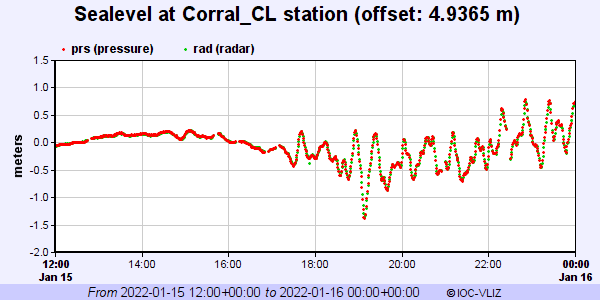 Sealevel at Corral_CL station (offset: 4.9365 m)
prs (pressure) rad (radar)
meters
1.5
1.0
0.5
0.0
-0.5
-1.0
-1.5
-2.0
12:00 14:00 16:00 18:00 20:00 22:00 00:00
Jan 15 Jan 16
From 2022-01-15 12:00+00:00 to 2022-01-16 00:00+00:00 © IOC-VLIZ